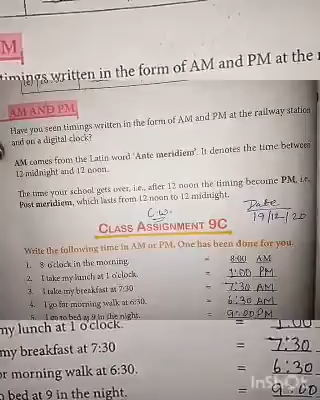 M
timings written in the form of AM and PM at the
AM AND PM
Have you seen timings written in the form of AM and PM at the railway station
and on a digital clock?
AM comes from the Latin word 'Ante meridiem'. It denotes the time between
12 midnight and 12 noon.
The time your school gets over, i.e., after 12 noon the timing become PM, i.e.,
Post meridiem, which lasts from 12 noon to 12 midnight.
C.W. Date
19/12/20
CLASS ASSIGNMENT 9C
Write the following time in AM or PM. One has been done for you.
1. 8 o'clock in the morning. = 8:00 AM
2. I take my lunch at 1 o'clock. = 1:00 PM
3. I take my breakfast at 7:30 = 7:30 AM
4. I go for morning walk at 6:30. = 6:30 AM
5. I go to bed at 9 in the night. = 9:00 PM
my lunch at 1 o'clock. = 1:00
my breakfast at 7:30 = 7:30
or morning walk at 6:30. = 6:30
o bed at 9 in the night. = 9:00
InShot